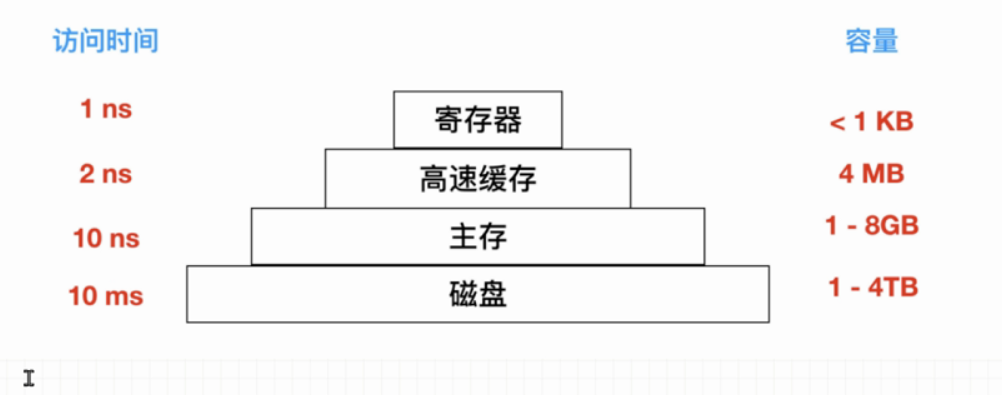 访问时间
容量
1 ns
寄存器
< 1 KB
2 ns
高速缓存
4 MB
10 ns
主存
1 - 8GB
10 ms
磁盘
1 - 4TB